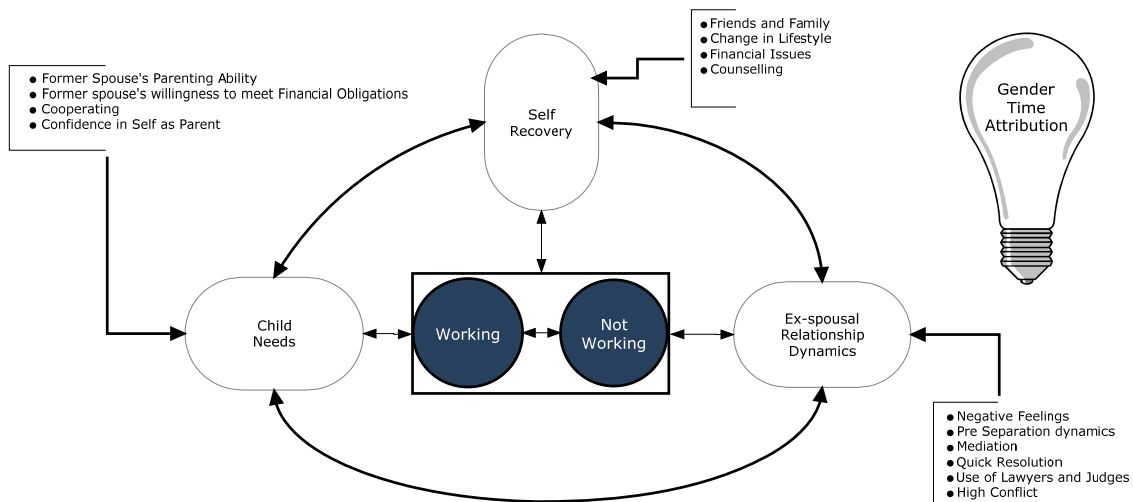 Friends and Family
Change in Lifestyle
Financial Issues
Counselling
Former Spouse's Parenting Ability
Former spouse's willingness to meet Financial Obligations
Cooperating
Confidence in Self as Parent
Self
Recovery
Gender
Time
Attribution
Child
Needs
Working
Not
Working
Ex-spousal
Relationship
Dynamics
Negative Feelings
Pre Separation dynamics
Mediation
Quick Resolution
Use of Lawyers and Judges
High Conflict